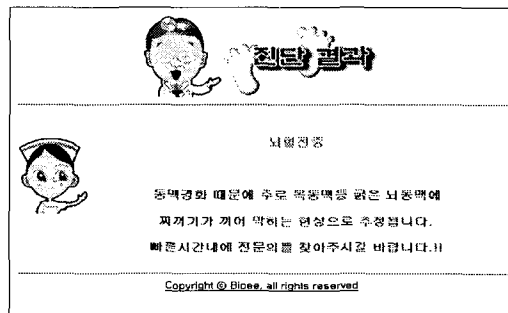 진단 결과
뇌혈전증
동맥경화 때문에 주로 목동맥등 굵은 뇌동맥에
찌꺼기가 끼어 막히는 현상으로 추정됩니다.
빠른시간내에 전문의를 찾아주시길 바랍니다.!!
Copyright © Bioee, all rights reserved